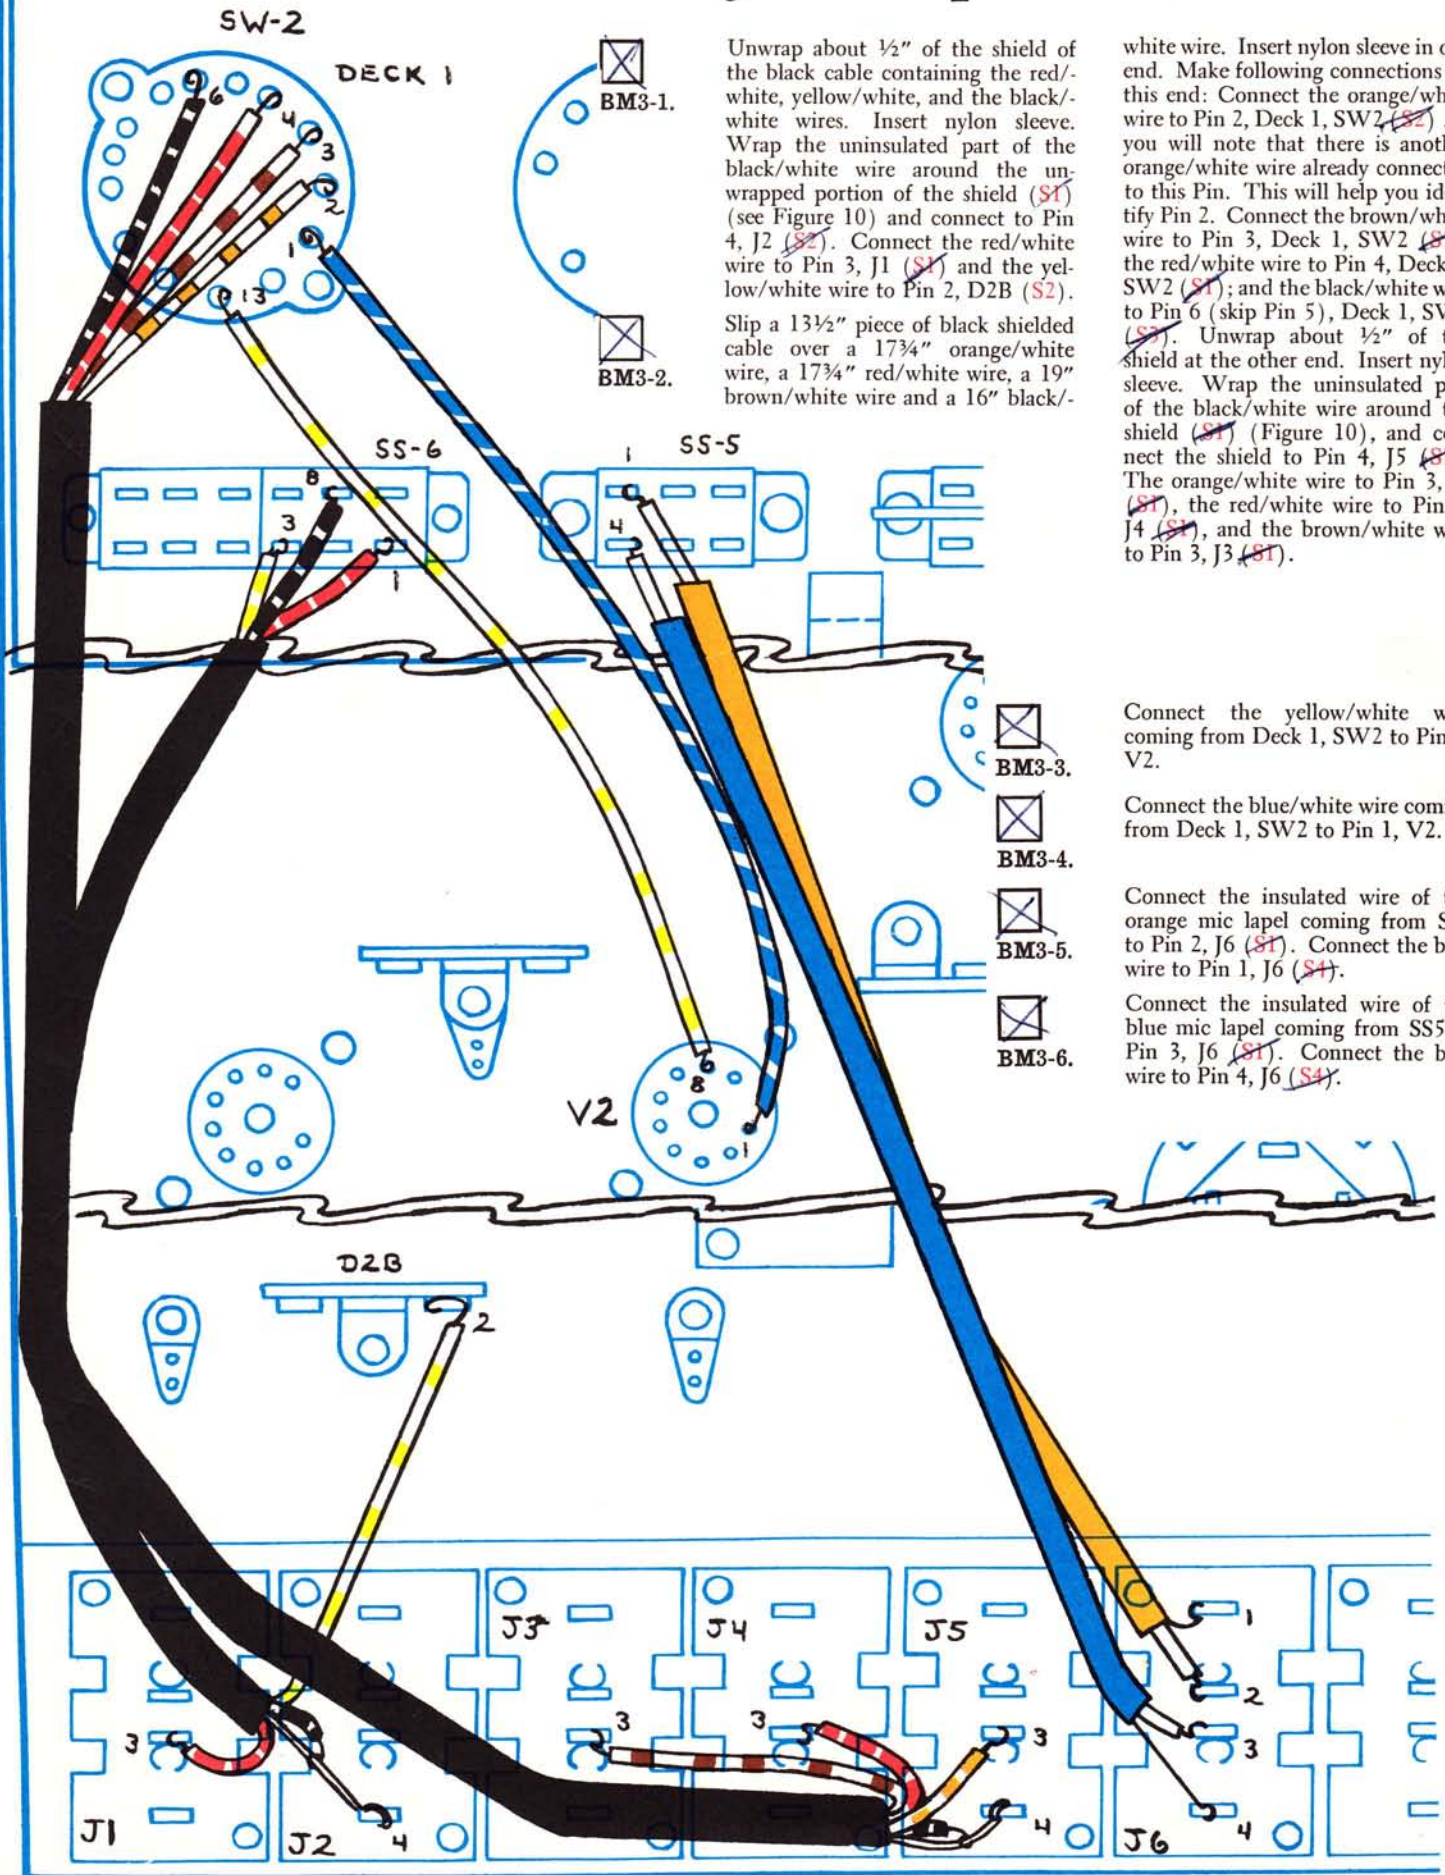 SW-2
DECK 1
6
4
3
2
1
13
BM3-1.
Unwrap about ½" of the shield of
the black cable containing the red/-
white, yellow/white, and the black/-
white wires. Insert nylon sleeve.
Wrap the uninsulated part of the
black/white wire around the un-
wrapped portion of the shield (S1)
(see Figure 10) and connect to Pin
4, J2 (S2). Connect the red/white
wire to Pin 3, J1 (S1) and the yel-
low/white wire to Pin 2, D2B (S2).
BM3-2.
Slip a 13½" piece of black shielded
cable over a 17¾" orange/white
wire, a 17¾" red/white wire, a 19"
brown/white wire and a 16" black/-
white wire. Insert nylon sleeve in
end. Make following connections
this end: Connect the orange/
wire to Pin 2, Deck 1, SW2 (S2)
you will note that there is
orange/white wire already
to this Pin. This will help you
tify Pin 2. Connect the
wire to Pin 3, Deck 1, SW2
the red/white wire to Pin 4,
SW2 (S1); and the black/white
to Pin 6 (skip Pin 5), Deck 1,
(S3). Unwrap about ½" of
shield at the other end. Insert
sleeve. Wrap the uninsulated
of the black/white wire around
shield (S1) (Figure 10), and
nect the shield to Pin 4, J5
The orange/white wire to Pin 3,
(S1), the red/white wire to Pin
J4 (S1), and the brown/white
to Pin 3, J3 (S1).
SS-6
8
3
1
SS-5
1
4
BM3-3.
Connect the yellow/white
coming from Deck 1, SW2 to Pin
V2.
BM3-4.
Connect the blue/white wire
from Deck 1, SW2 to Pin 1, V2.
BM3-5.
Connect the insulated wire of
orange mic lapel coming from
to Pin 2, J6 (S1). Connect the
wire to Pin 1, J6 (S4).
BM3-6.
Connect the insulated wire of
blue mic lapel coming from SS5
Pin 3, J6 (S1). Connect the
wire to Pin 4, J6 (S4).
V2
8
1
D2B
2
J1
3
J2
4
J3
3
J4
3
J5
3
4
J6
1
2
3
4